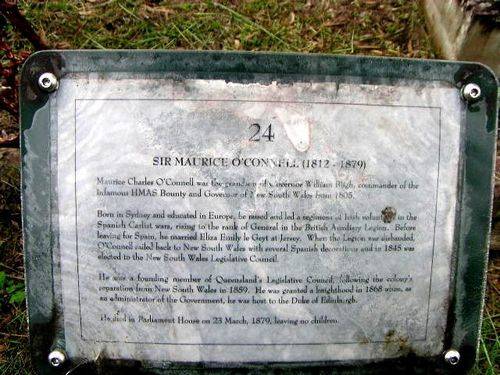 24
SIR MAURICE O'CONNELL (1812 - 1879)
Maurice Charles O'Connell was the grandson of Governor William Bligh, commander of the
infamous HMAS Bounty and Governor of New South Wales from 1805.
Born in Sydney and educated in Europe, he raised and led a regiment of Irish volunteers in the
Spanish Carlist wars, rising to the rank of General in the British Auxiliary Legion. Before
leaving for Spain, he married Eliza Emily le Geyt at Jersey. When the Legion was disbanded,
O'Connell sailed back to New South Wales with several Spanish decorations and in 1845 was
elected to the New South Wales Legislative Council.
He was a founding member of Queensland's Legislative Council, following the colony's
separation from New South Wales in 1859. He was granted a knighthood in 1868 when, as
an administrator of the Government, he was host to the Duke of Edinburgh.
He died in Parliament House on 23 March, 1879, leaving no children.